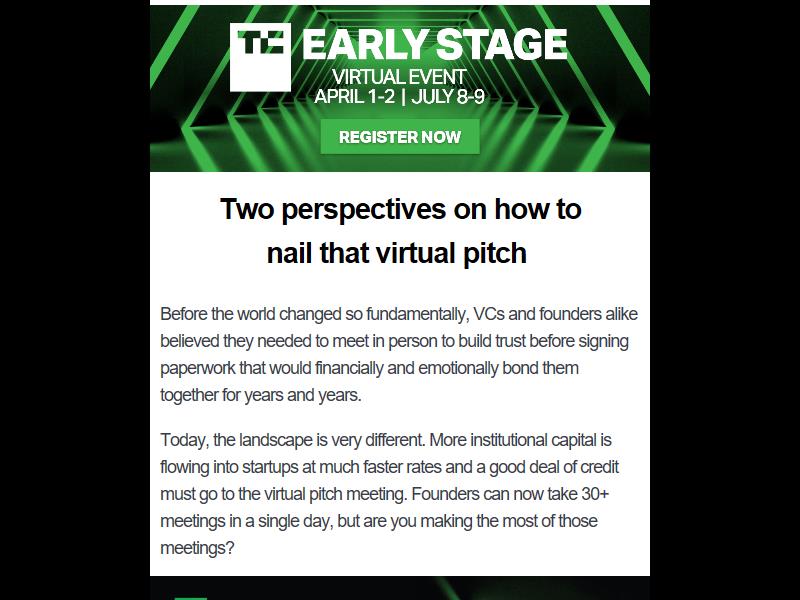 TC EARLY STAGE
VIRTUAL EVENT
APRIL 1-2 | JULY 8-9
REGISTER NOW
Two perspectives on how to
nail that virtual pitch
Before the world changed so fundamentally, VCs and founders alike
believed they needed to meet in person to build trust before signing
paperwork that would financially and emotionally bond them
together for years and years.
Today, the landscape is very different. More institutional capital is
flowing into startups at much faster rates and a good deal of credit
must go to the virtual pitch meeting. Founders can now take 30+
meetings in a single day, but are you making the most of those
meetings?